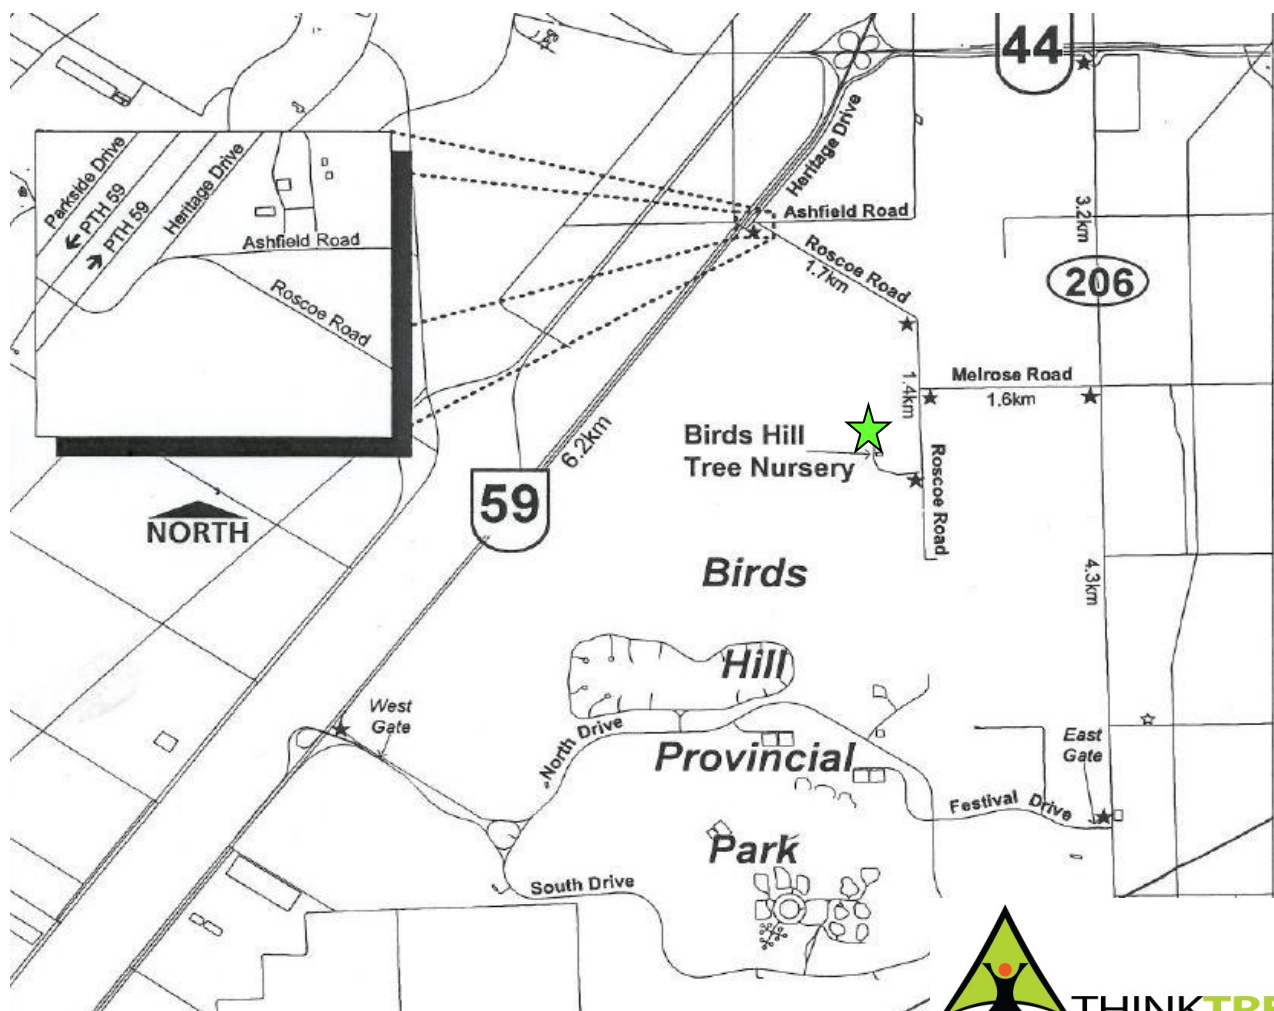 44
Parkside Drive
PTH 59
PTH 59
Heritage Drive
Ashfield Road
Roscoe Road
Heritage Drive
Ashfield Road
Roscoe Road
1.7km
3.2km
206
Melrose Road
1.6km
1.4km
Birds Hill
Tree Nursery
Roscoe Road
6.2km
59
NORTH
4.3km
Birds
Hill
Provincial
Park
West
Gate
North Drive
East
Gate
Festival Drive
South Drive
THINKTRE